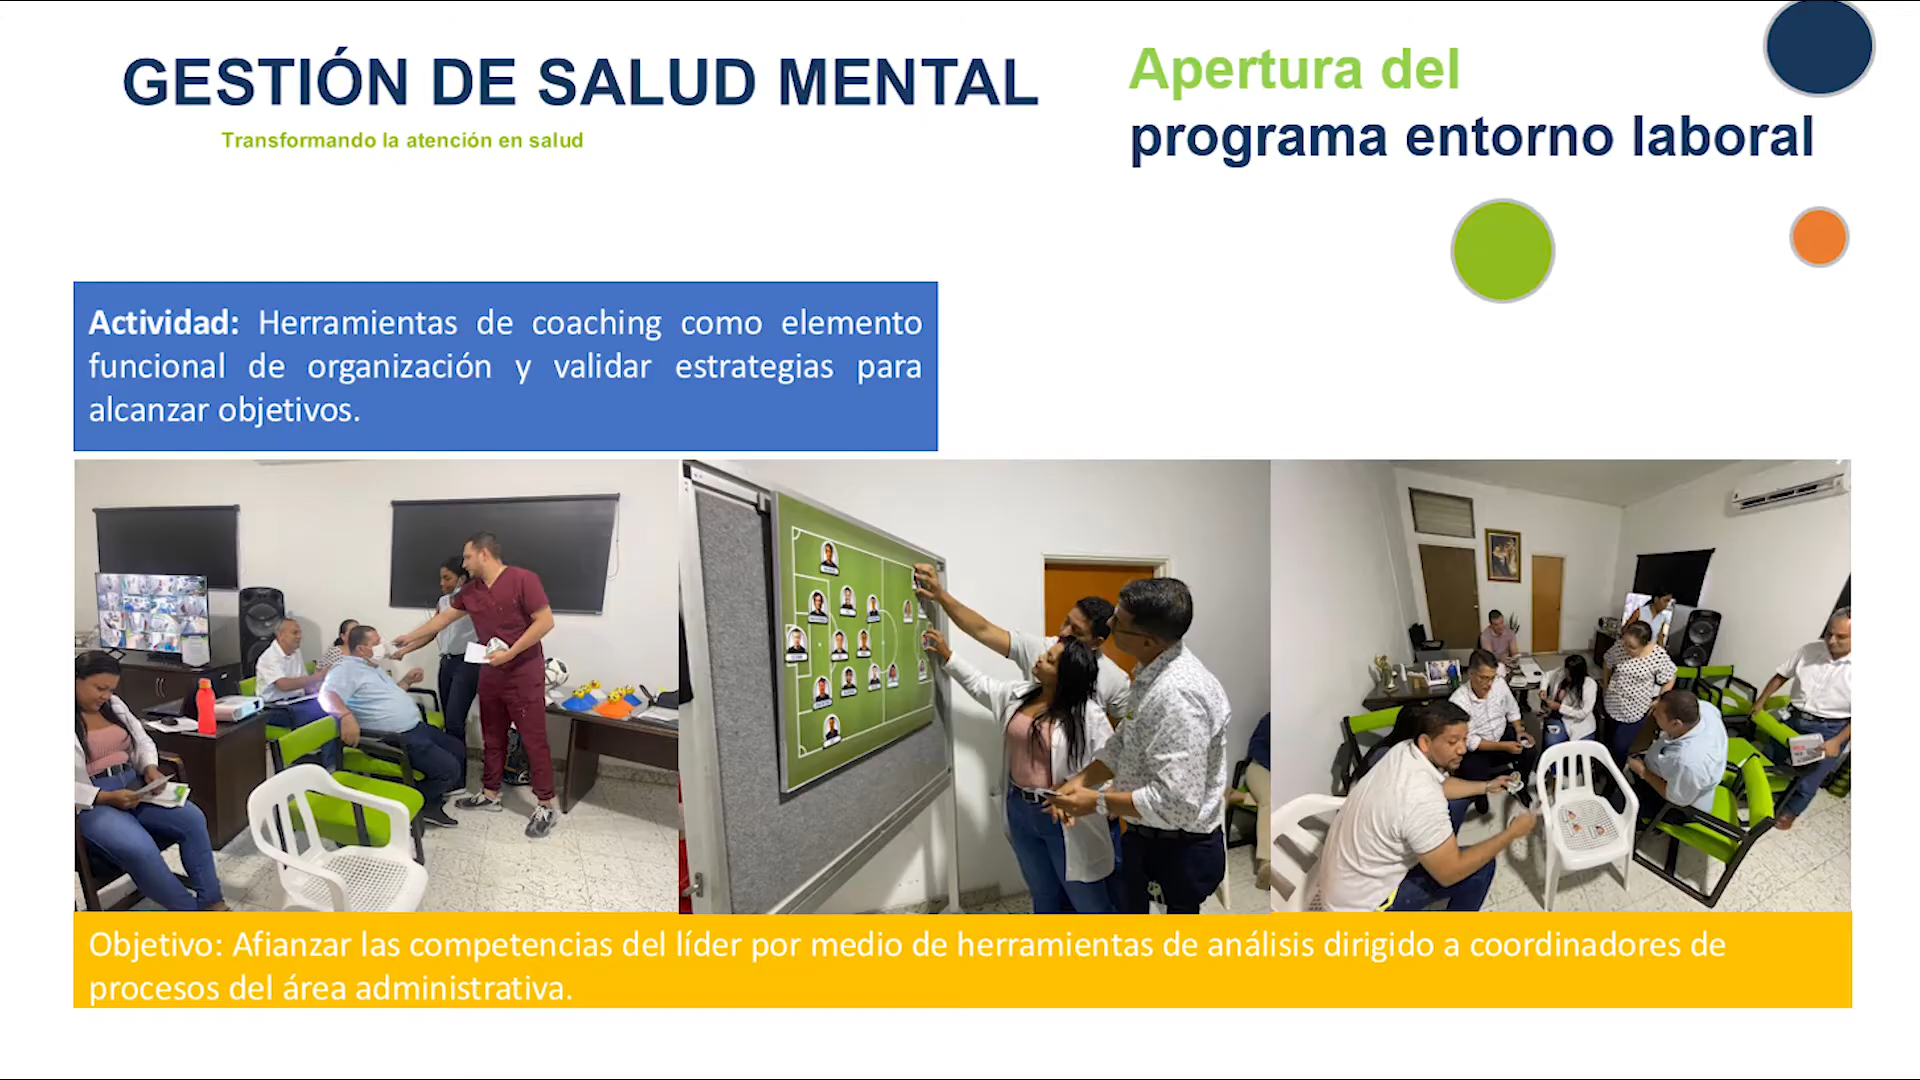 GESTIÓN DE SALUD MENTAL
Transformando la atención en salud
Apertura del
programa entorno laboral
Actividad: Herramientas de coaching como elemento
funcional de organización y validar estrategias para
alcanzar objetivos.
Objetivo: Afianzar las competencias del líder por medio de herramientas de análisis dirigido a coordinadores de
procesos del área administrativa.